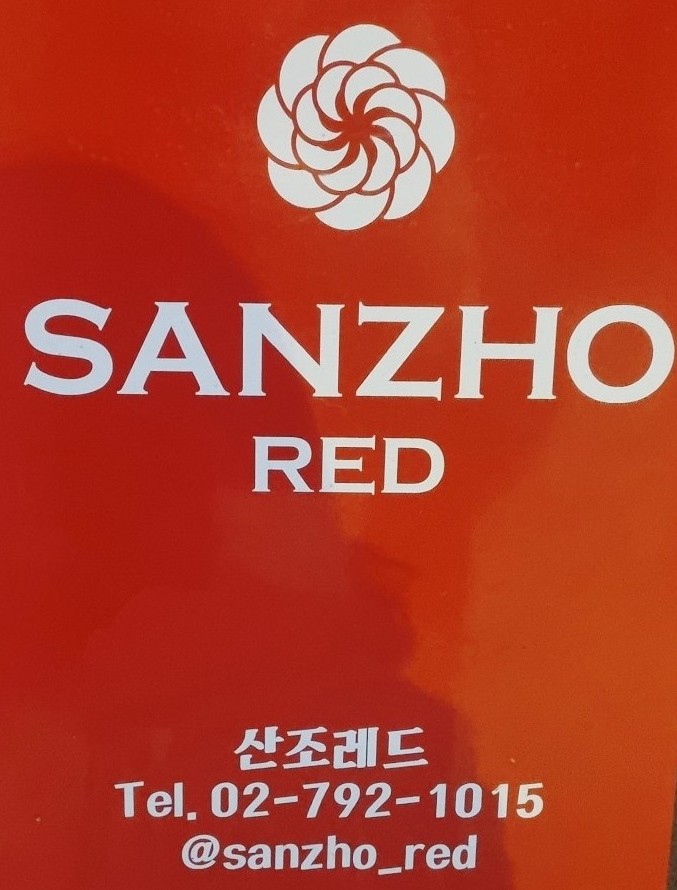 SANZHO
RED
산조레드
Tel. 02-792-1015
@sanzho_red